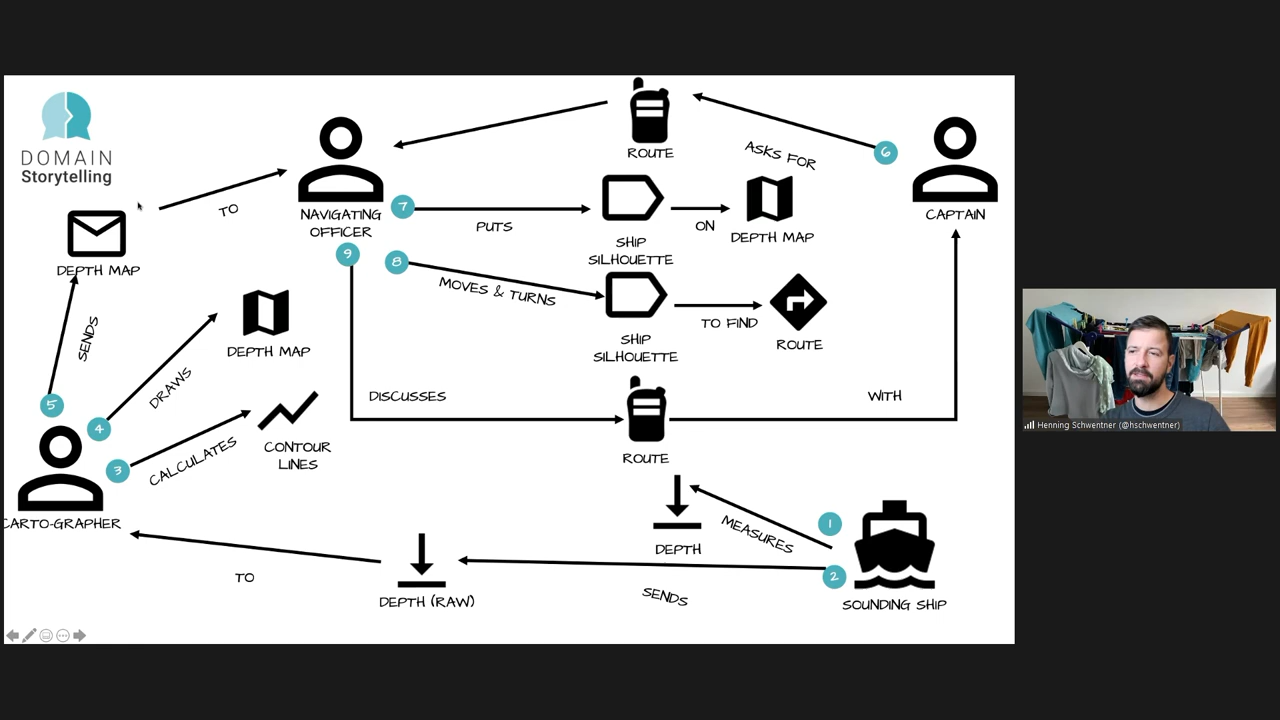 DOMAIN
Storytelling
ROUTE
6
ASKS FOR
CAPTAIN
TO
NAVIGATING
OFFICER
7
PUTS
SHIP
SILHOUETTE
ON
DEPTH MAP
DEPTH MAP
9
8
MOVES & TURNS
SHIP
SILHOUETTE
TO FIND
ROUTE
SENDS
DEPTH MAP
DRAWS
5
4
3
CALCULATES
CONTOUR
LINES
DISCUSSES
ROUTE
WITH
CARTO-GRAPHER
1
MEASURES
DEPTH
2
SENDS
SOUNDING SHIP
DEPTH (RAW)
TO
Henning Schwentner (@hschwentner)